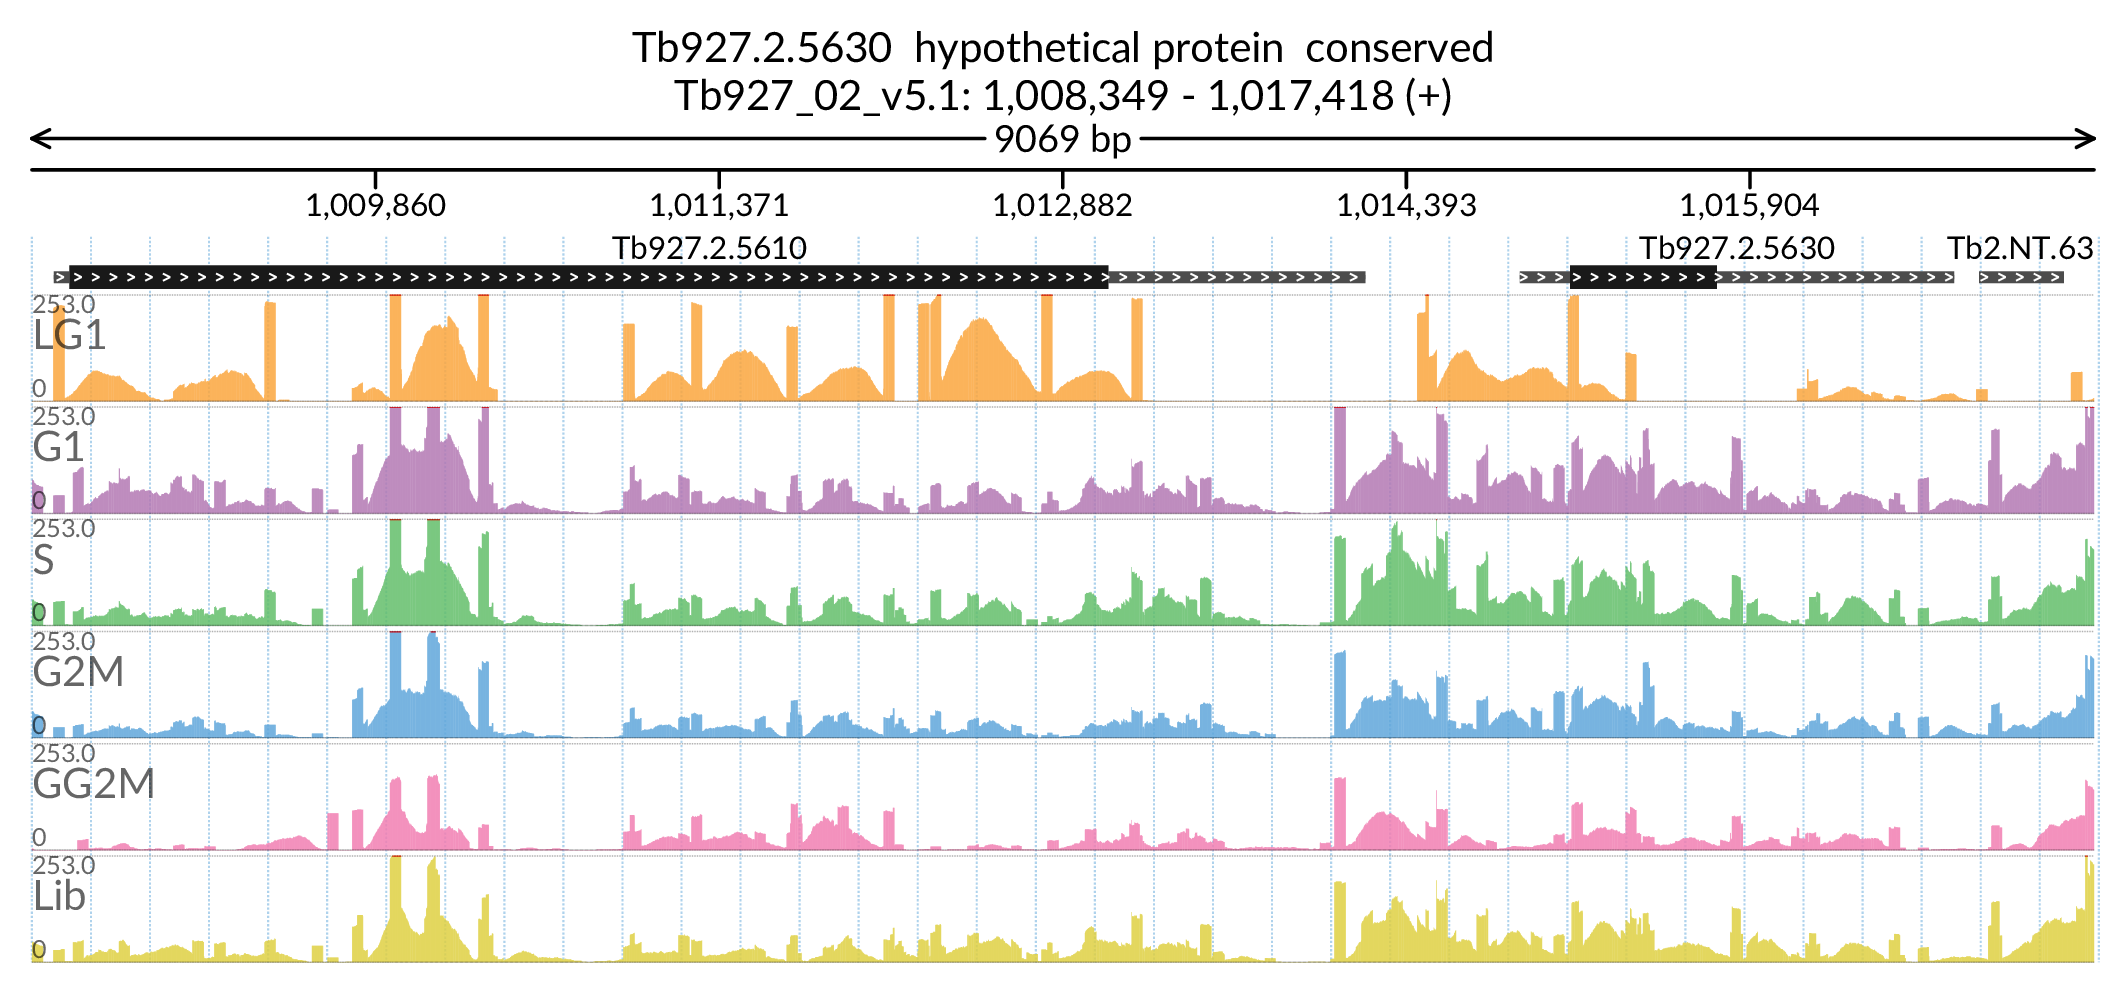 Tb927.2.5630 hypothetical protein conserved
Tb927_02_v5.1: 1,008,349 - 1,017,418 (+)
9069 bp
1,009,860 1,011,371 1,012,882 1,014,393 1,015,904
Tb927.2.5610 Tb927.2.5630 Tb2.NT.63
253.0
LG1
0
253.0
G1
0
253.0
S
0
253.0
G2M
0
253.0
GG2M
0
253.0
Lib
0